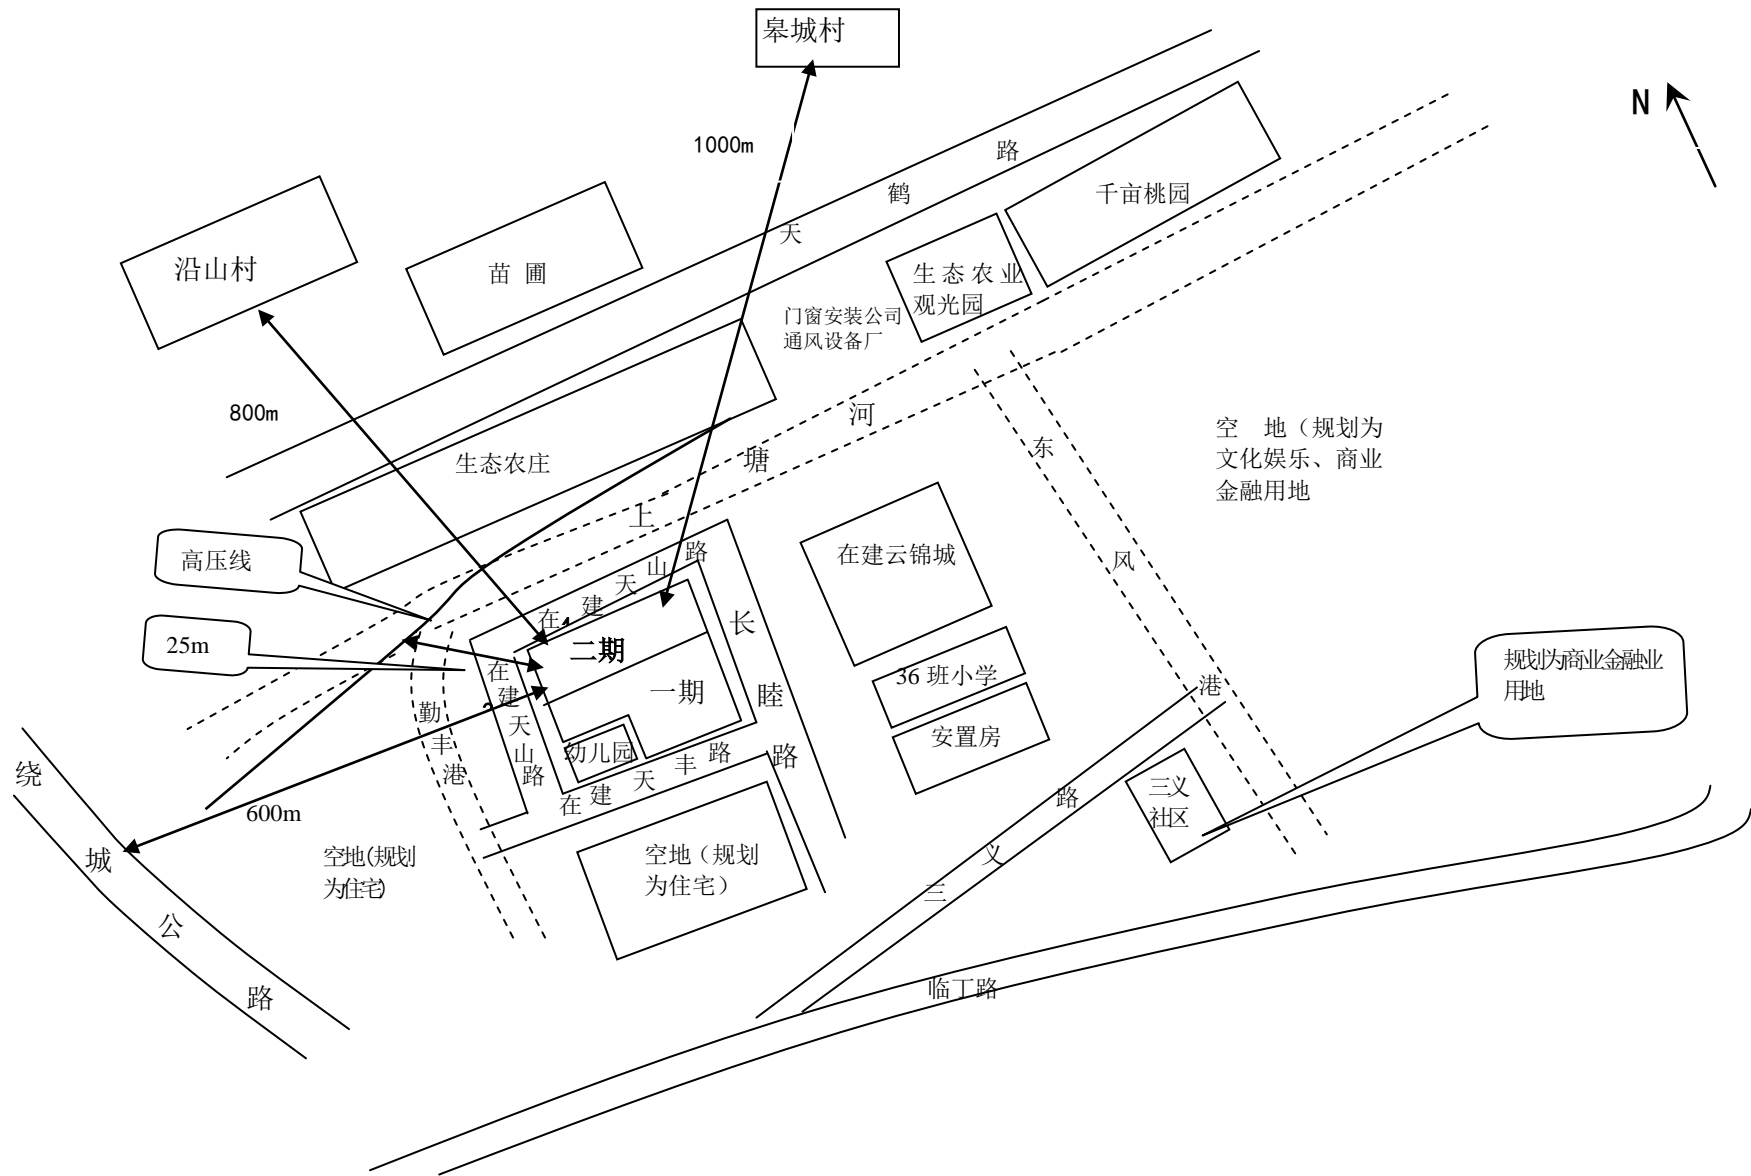 皋城村
N
1000m
天鹤路
千亩桃园
沿山村
苗 圃
生态农业
观光园
门窗安装公司
通风设备厂
800m
上塘河
东风港
空 地（规划为
文化娱乐、商业
金融用地
生态农庄
高压线
在建天山路
在建云锦城
25m
二期
长睦路
在建天山路
一期
36 班小学
规划为商业金融业
用地
勤丰港
幼儿园
安置房
在建天丰路
绕城公路
600m
三义
社区
三义路
空地(规划
为住宅)
空地（规划
为住宅）
临丁路